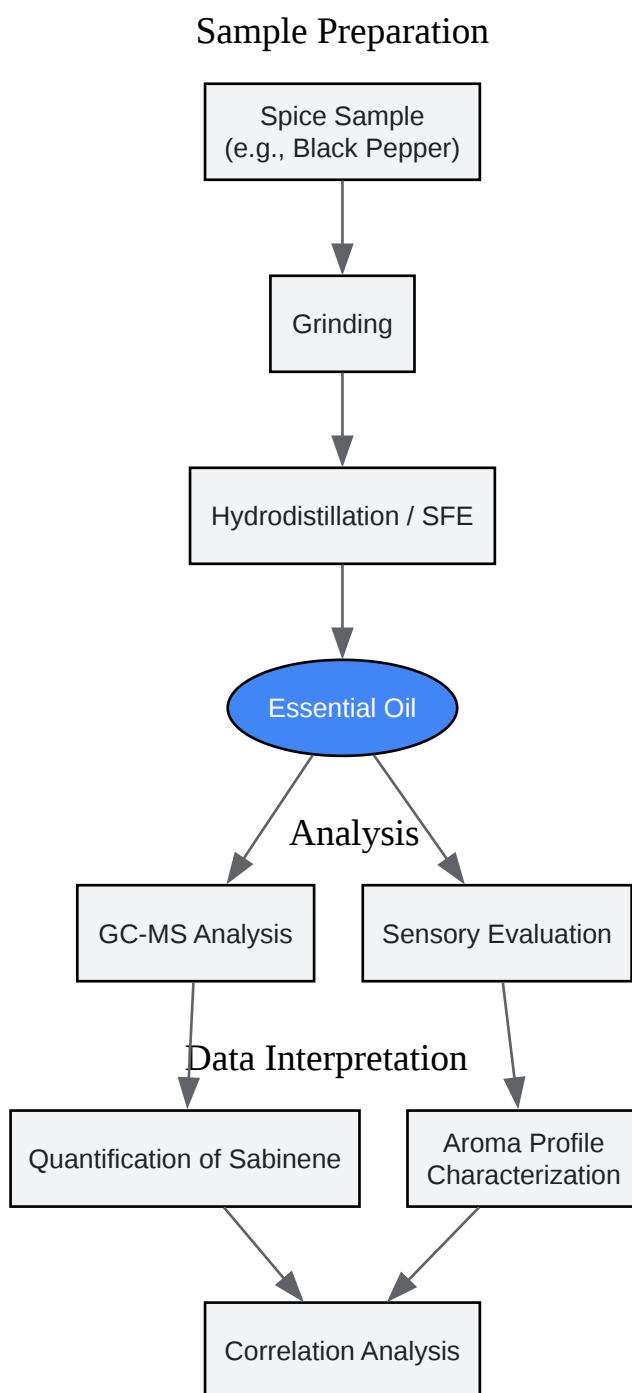 Sample Preparation
Spice Sample
(e.g., Black Pepper)
Grinding
Hydrodistillation / SFE
Essential Oil
Analysis
GC-MS Analysis
Sensory Evaluation
Data Interpretation
Quantification of Sabinene
Aroma Profile
Characterization
Correlation Analysis